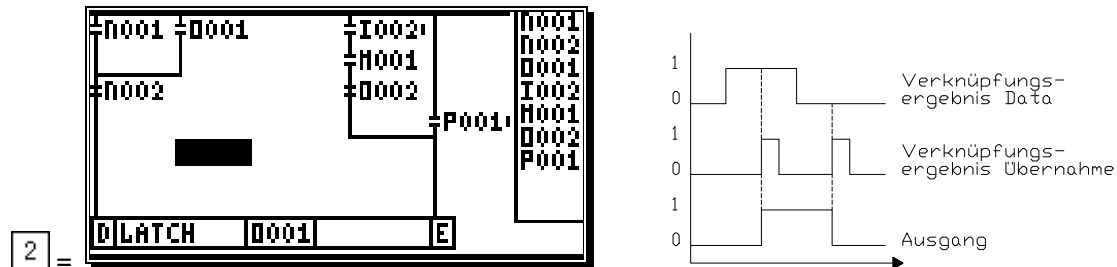 N001 O001 I002
M001
N002 O002
P001
N001
N002
O001
I002
M001
O002
P001
D LATCH O001 E
2 =
1
0
Verknüpfungs-
ergebnis Data
1
0
Verknüpfungs-
ergebnis Übernahme
1
0
Ausgang